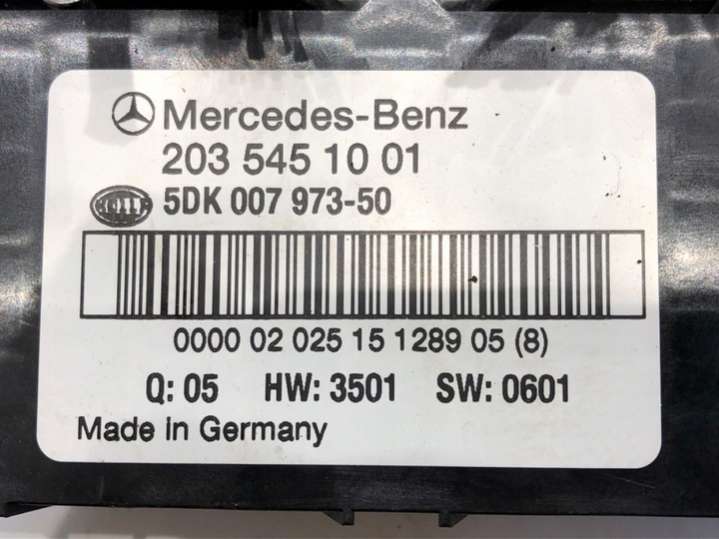 Mercedes-Benz
203 545 10 01
HELLA 5DK 007 973-50
0000 02 025 15 1289 05 (8)
Q: 05 HW: 3501 SW: 0601
Made in Germany